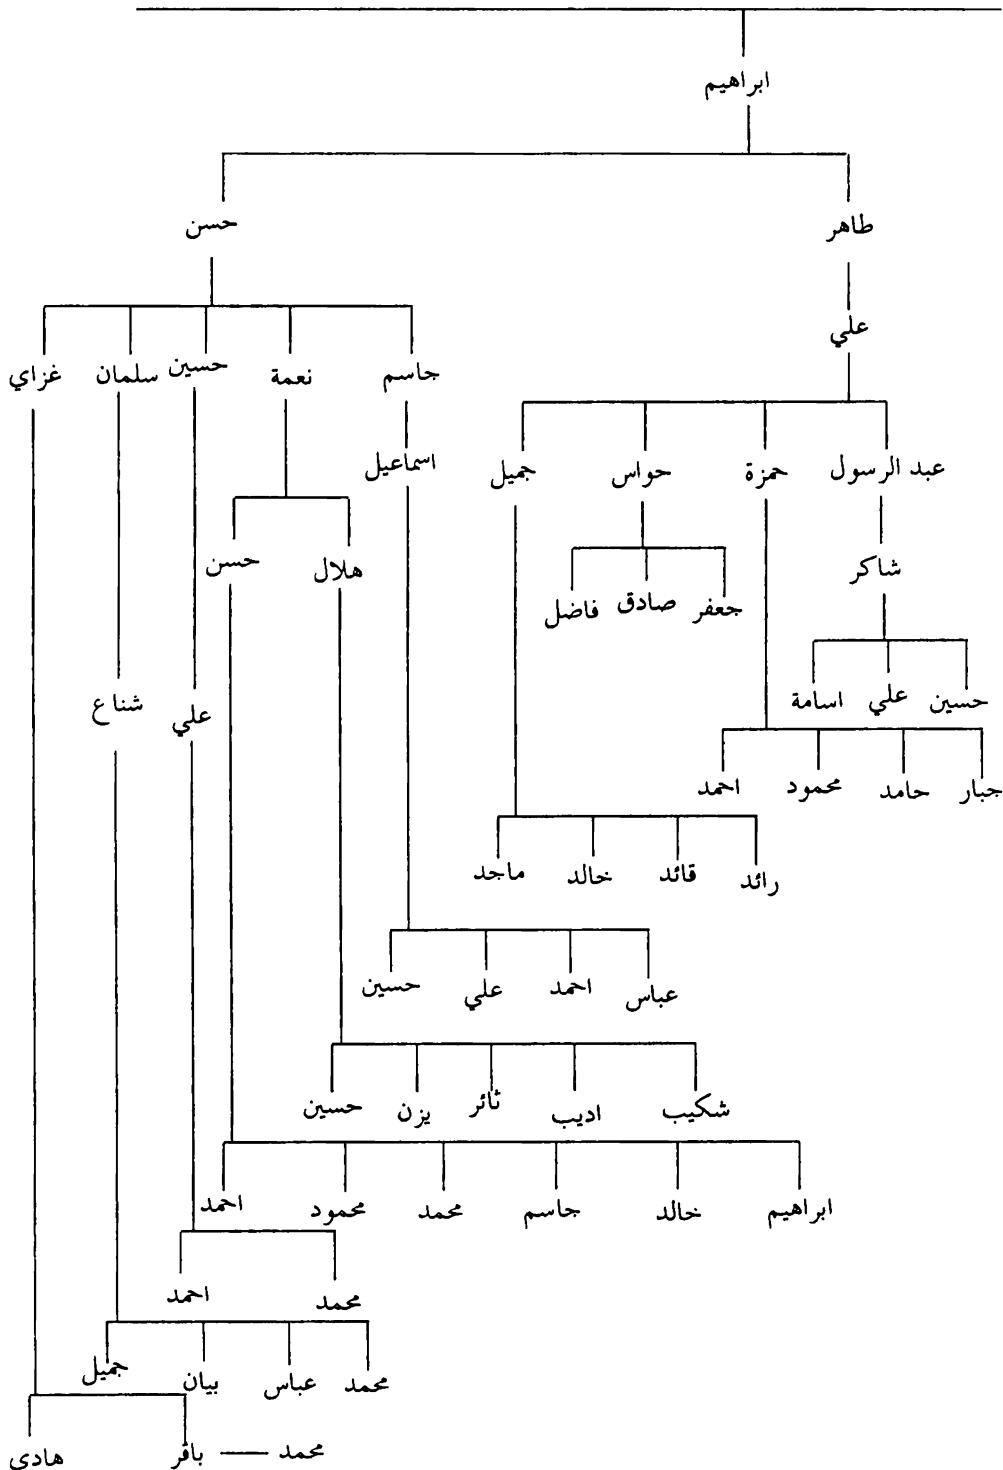 ابراهيم
طاهر حسن
علي
جاسم نعمة حسين سلمان غزاي
عبد الرسول حمزة حواس جميل اسماعيل
شاكر هلال حسن
جعفر صادق فاضل
حسين علي اسامة علي شناع
جبار حامد محمود احمد
رائد قائد خالد ماجد
عباس احمد علي حسين
شكيب اديب ثائر يزن حسين
ابراهيم خالد جاسم محمد محمود احمد
محمد احمد
محمد عباس بيان جميل
محمد باقر هادي